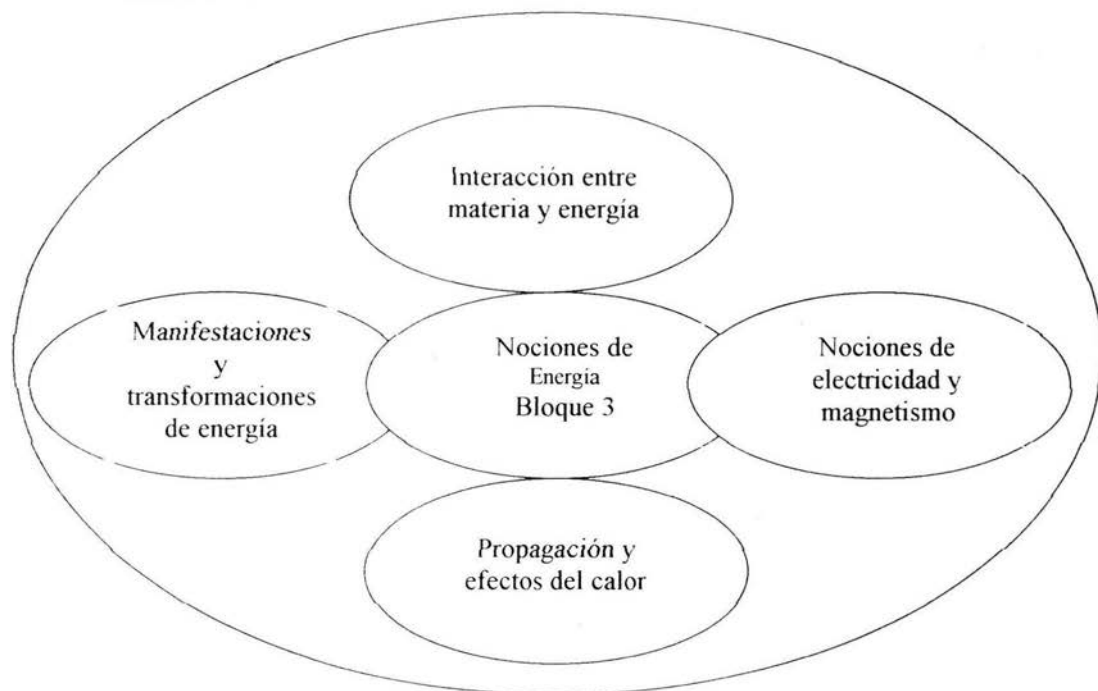 Interacción entre
materia y energía
Manifestaciones
y
transformaciones
de energía
Nociones de
Energía
Bloque 3
Nociones de
electricidad y
magnetismo
Propagación y
efectos del calor